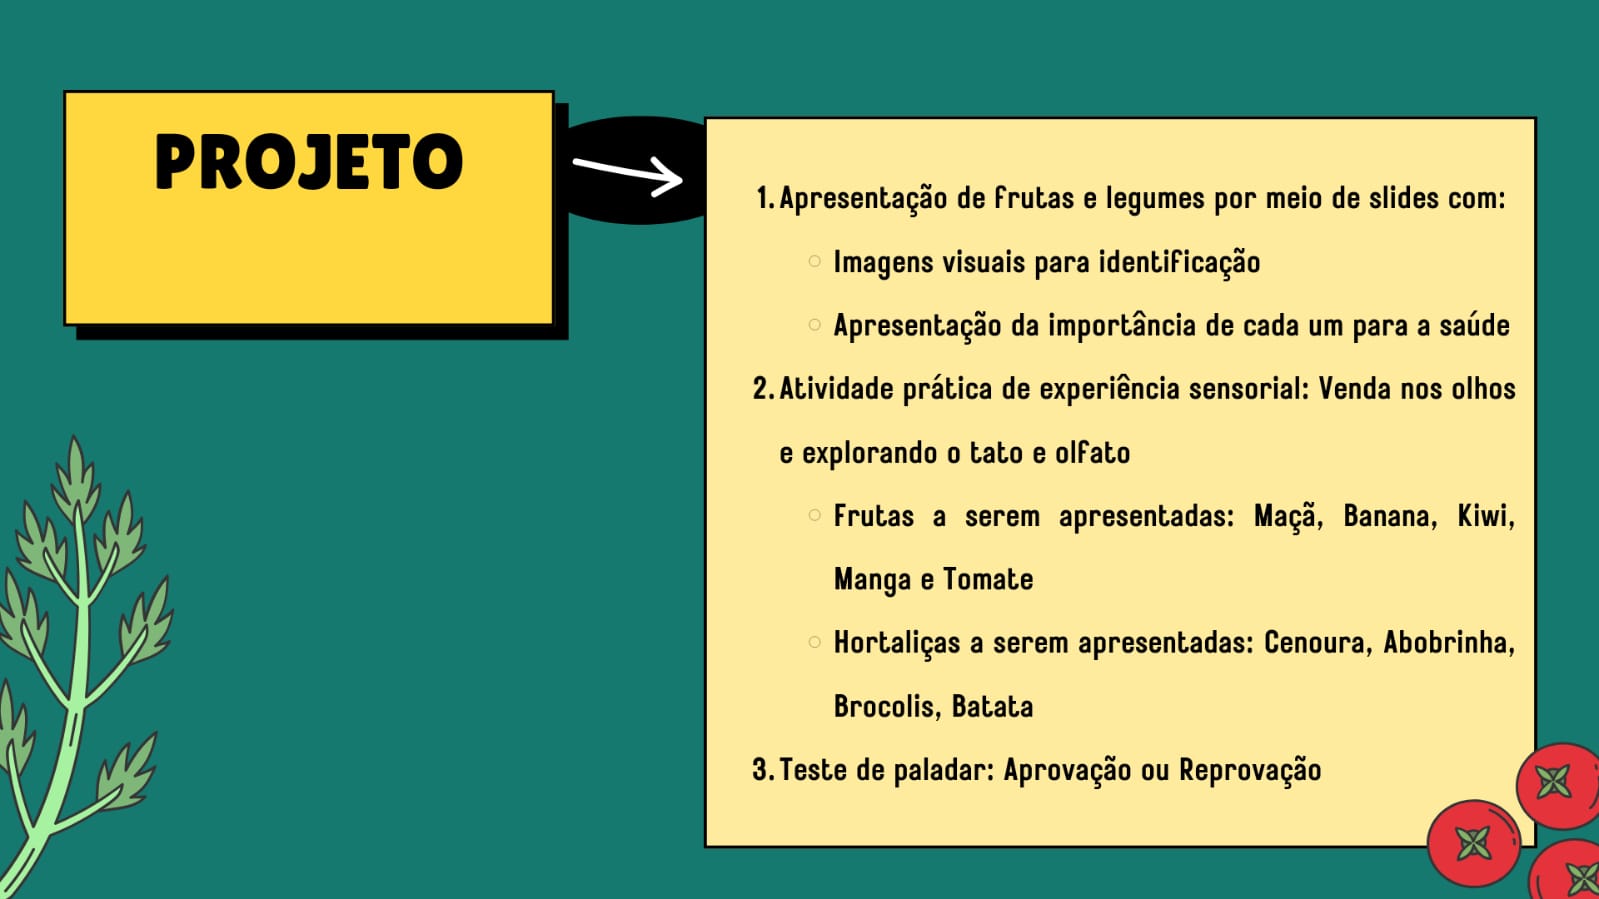 PROJETO
1. Apresentação de frutas e legumes por meio de slides com:
Imagens visuais para identificação
Apresentação da importância de cada um para a saúde
2. Atividade prática de experiência sensorial: Venda nos olhos
e explorando o tato e olfato
Frutas a serem apresentadas: Maçã, Banana, Kiwi,
Manga e Tomate
Hortaliças a serem apresentadas: Cenoura, Abobrinha,
Brocolis, Batata
3. Teste de paladar: Aprovação ou Reprovação